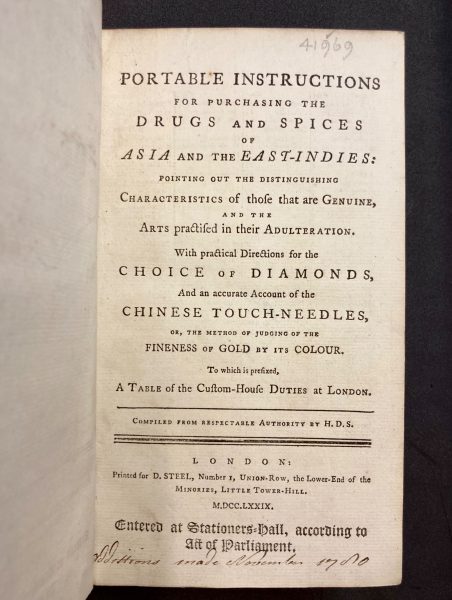 41969
PORTABLE INSTRUCTIONS
FOR PURCHASING THE
DRUGS AND SPICES
OF
ASIA AND THE EAST-INDIES:
POINTING OUT THE DISTINGUISHING
CHARACTERISTICS of those that are GENUINE,
AND THE
ARTS practiſed in their ADULTERATION.
With practical Directions for the
CHOICE OF DIAMONDS,
And an accurate Account of the
CHINESE TOUCH-NEEDLES,
OR, THE METHOD OF JUDGING OF THE
FINENESS OF GOLD BY ITS COLOUR.
To which is prefixed,
A TABLE of the Cuſtom-Houſe DUTIES at LONDON.
COMPILED FROM RESPECTABLE AUTHORITY BY H.D.S.
LONDON:
Printed for D. STEEL, Number 1, UNION-ROW, the Lower-End of the
MINORIES, LITTLE TOWER-HILL.
M.DCC.LXXIX.
Entered at Stationers-Hall, according to
Act of Parliament.
Additions made November 1780